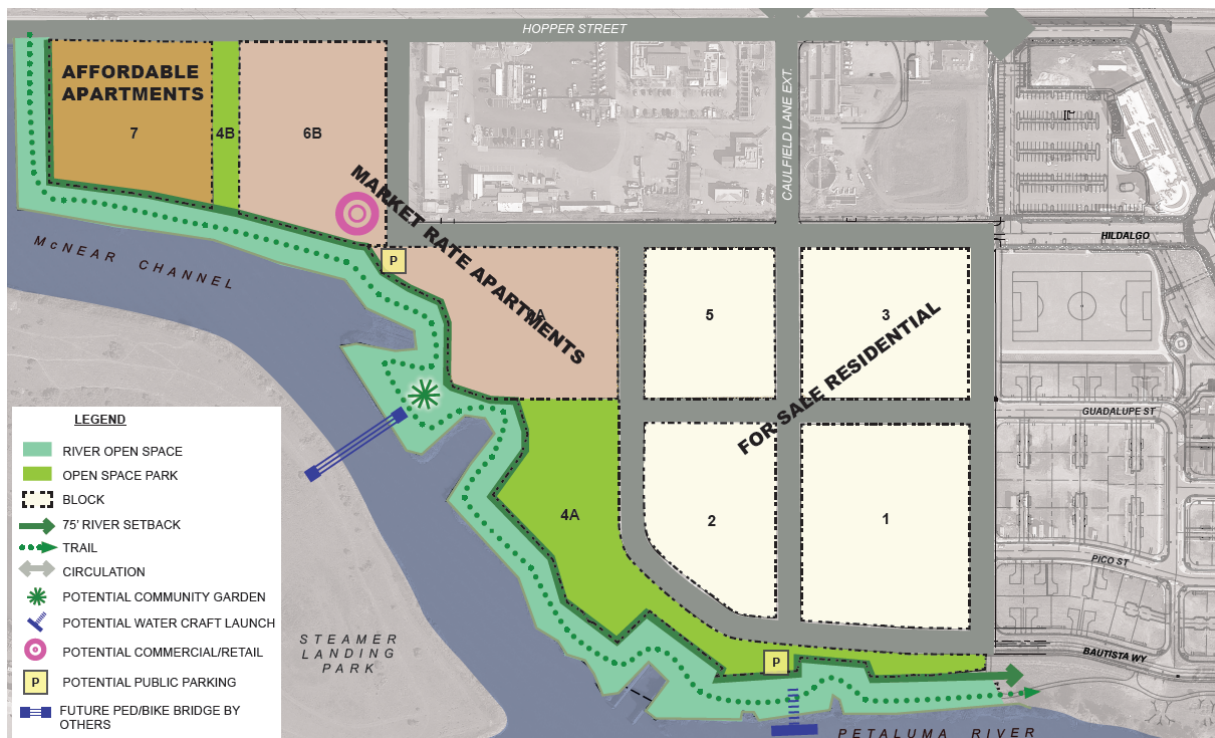 HOPPER STREET
CAULFIELD LANE EXT.
AFFORDABLE
APARTMENTS
7
4B
6B
MARKET RATE APARTMENTS
P
McNEAR CHANNEL
HILDALGO
5
3
FOR SALE RESIDENTIAL
GUADALUPE ST
4A
2
1
PICO ST
BAUTISTA WY
P
STEAMER
LANDING
PARK
PETALUMA RIVER
LEGEND
RIVER OPEN SPACE
OPEN SPACE PARK
BLOCK
75' RIVER SETBACK
TRAIL
CIRCULATION
POTENTIAL COMMUNITY GARDEN
POTENTIAL WATER CRAFT LAUNCH
POTENTIAL COMMERCIAL/RETAIL
P
POTENTIAL PUBLIC PARKING
FUTURE PED/BIKE BRIDGE BY
OTHERS